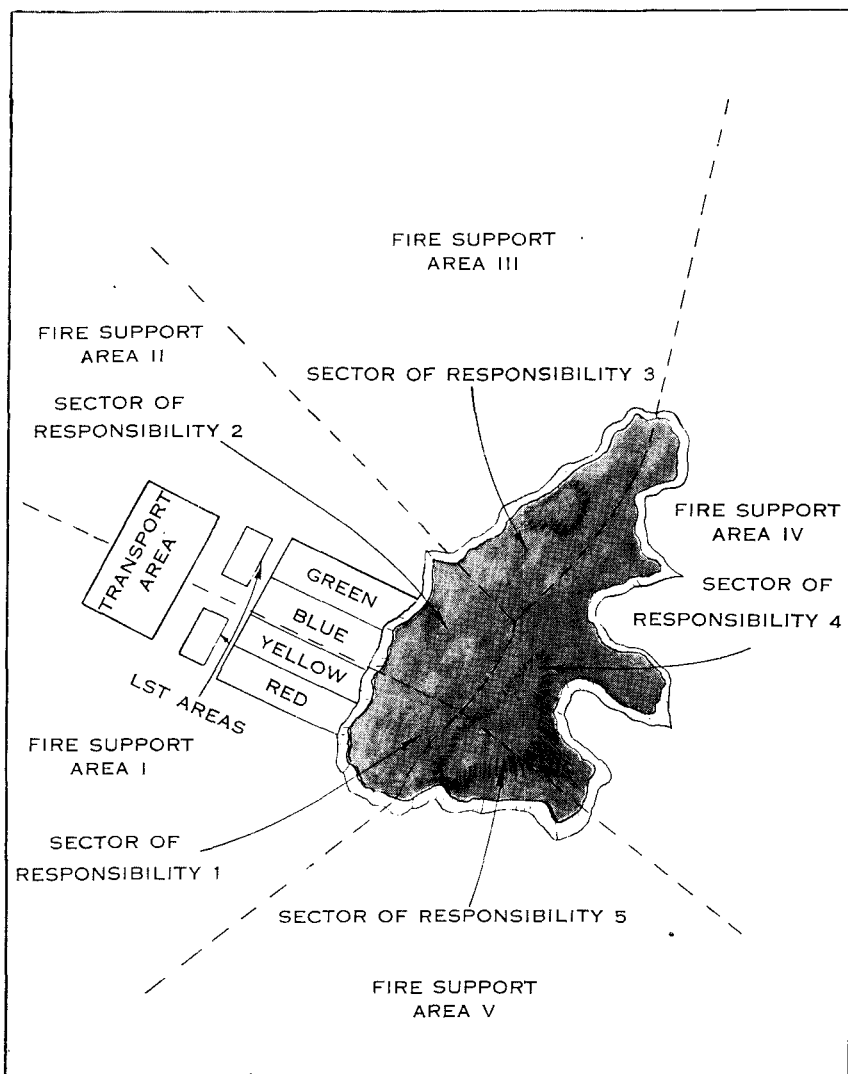 FIRE SUPPORT
AREA III
FIRE SUPPORT
AREA II
SECTOR OF RESPONSIBILITY 3
SECTOR OF
RESPONSIBILITY 2
TRANSPORT
AREA
FIRE SUPPORT
AREA IV
GREEN
BLUE
YELLOW
RED
SECTOR OF
RESPONSIBILITY 4
LST AREAS
FIRE SUPPORT
AREA I
SECTOR OF
RESPONSIBILITY 1
SECTOR OF RESPONSIBILITY 5
FIRE SUPPORT
AREA V